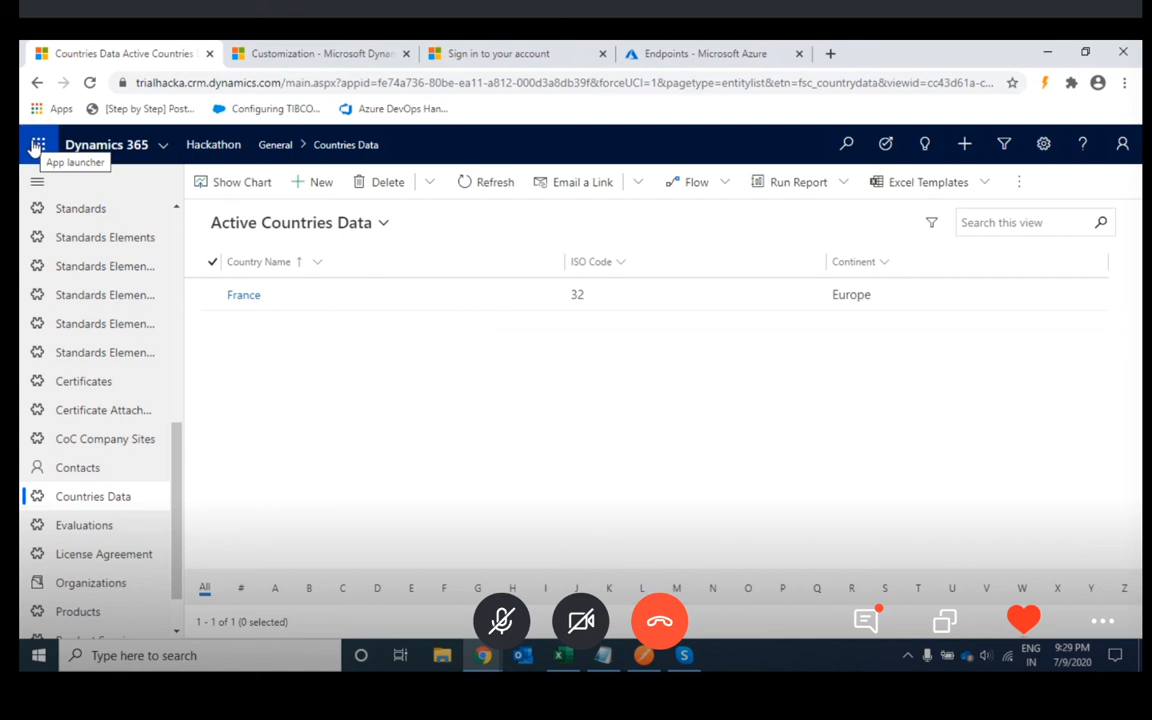 Countries Data Active Countries
Customization - Microsoft Dynam
Sign in to your account
Endpoints - Microsoft Azure
trialhacka.crm.dynamics.com/main.aspx?appid=fe74a736-80be-ea11-a812-000d3a8db39f&forceUCI=1&pagetype=entitylist&etn=fsc_countrydata&viewid=cc43d61a-c...
Apps
[Step by Step] Post...
Configuring TIBCO...
Azure DevOps Han...
Dynamics 365
Hackathon
General > Countries Data
App launcher
Show Chart
New
Delete
Refresh
Email a Link
Flow
Run Report
Excel Templates
Standards
Standards Elements
Standards Elemen...
Standards Elemen...
Standards Elemen...
Standards Elemen...
Certificates
Certificate Attach...
CoC Company Sites
Contacts
Countries Data
Evaluations
License Agreement
Organizations
Products
Active Countries Data
Search this view
Country Name ISO Code Continent
France 32 Europe
All # A B C D E F G H I J K L M N O P Q R S T U V W X Y Z
1 - 1 of 1 (0 selected)
Type here to search
ENG
IN
9:29 PM
7/9/2020